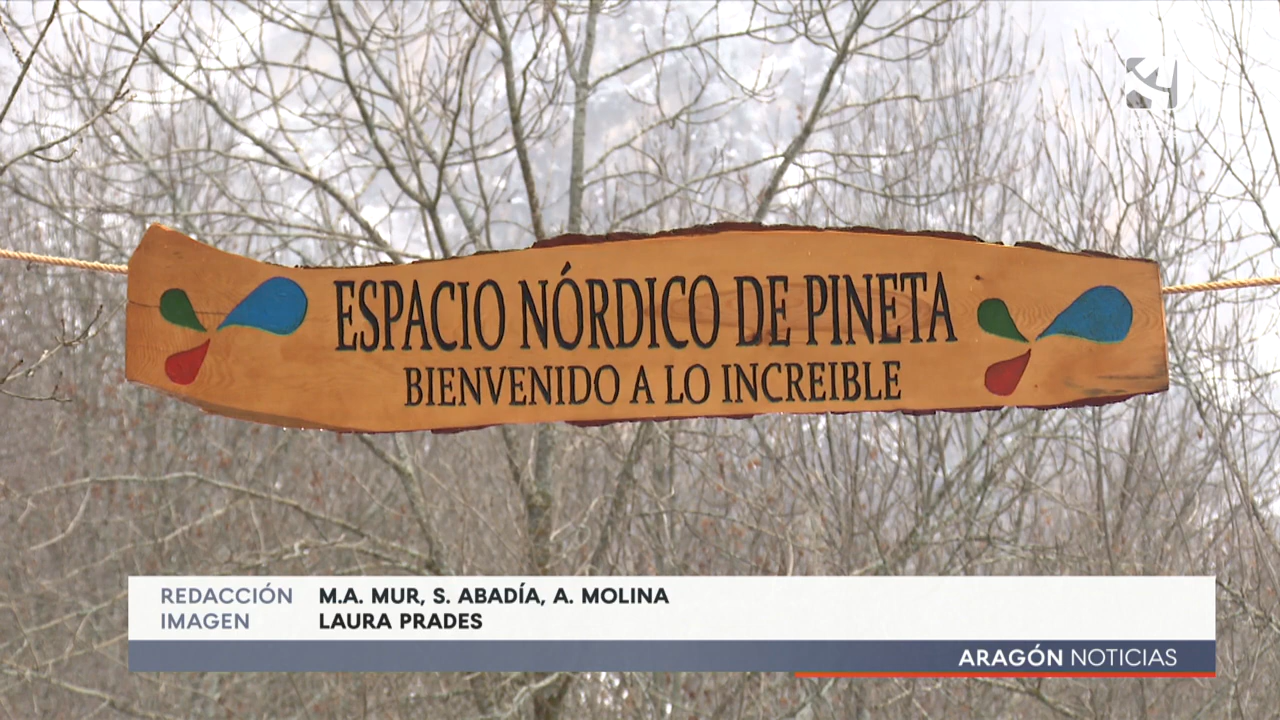 ESPACIO NÓRDICO DE PINETA
BIENVENIDO A LO INCREIBLE
REDACCIÓN M.A. MUR, S. ABADÍA, A. MOLINA
IMAGEN LAURA PRADES
ARAGÓN NOTICIAS